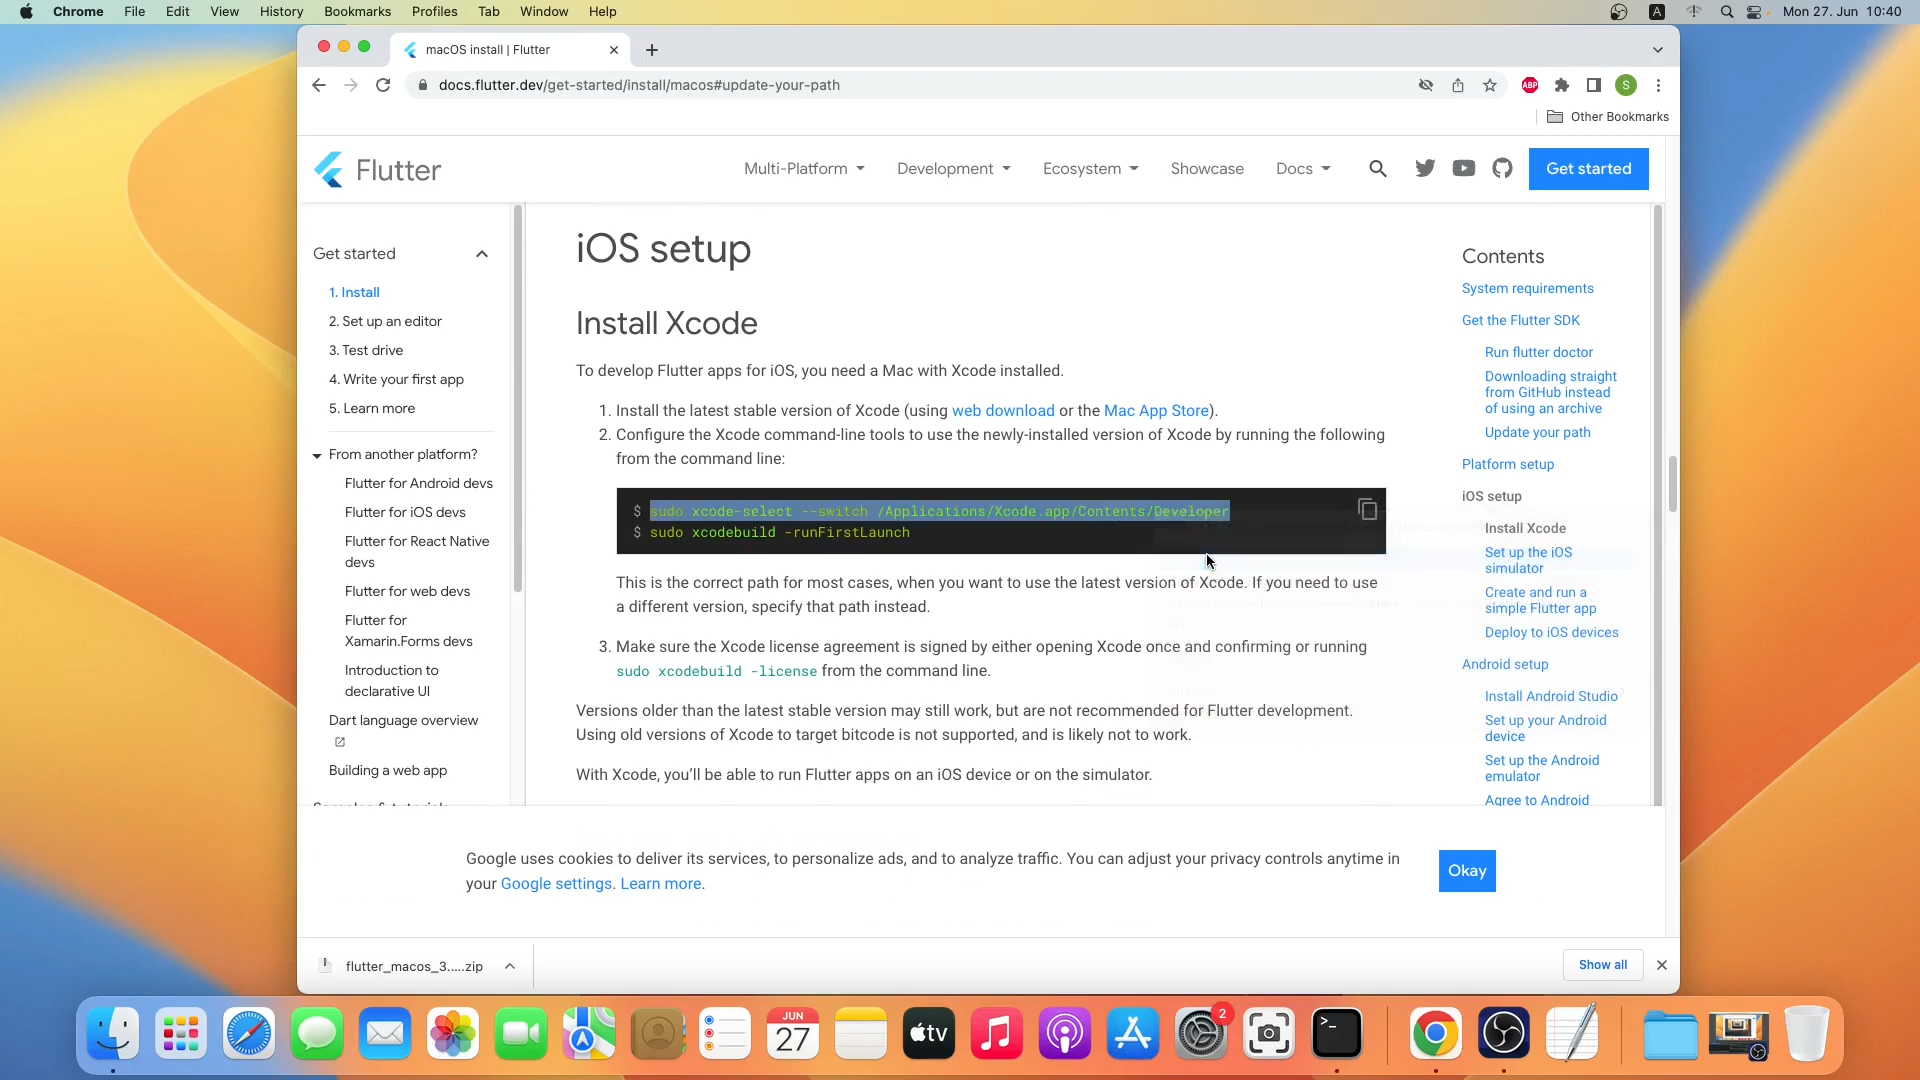 Chrome File Edit View History Bookmarks Profiles Tab Window Help
A
Mon 27. Jun 10:40
macOS install | Flutter
docs.flutter.dev/get-started/install/macos#update-your-path
ABP
S
Other Bookmarks
Flutter
Multi-Platform Development Ecosystem Showcase Docs
Get started
Get started
1. Install
2. Set up an editor
3. Test drive
4. Write your first app
5. Learn more
From another platform?
Flutter for Android devs
Flutter for iOS devs
Flutter for React Native
devs
Flutter for web devs
Flutter for
Xamarin.Forms devs
Introduction to
declarative UI
Dart language overview
Building a web app
iOS setup
Install Xcode
To develop Flutter apps for iOS, you need a Mac with Xcode installed.
1. Install the latest stable version of Xcode (using web download or the Mac App Store).
2. Configure the Xcode command-line tools to use the newly-installed version of Xcode by running the following
from the command line:
$ sudo xcode-select --switch /Applications/Xcode.app/Contents/Developer
$ sudo xcodebuild -runFirstLaunch
This is the correct path for most cases, when you want to use the latest version of Xcode. If you need to use
a different version, specify that path instead.
3. Make sure the Xcode license agreement is signed by either opening Xcode once and confirming or running
sudo xcodebuild -license from the command line.
Versions older than the latest stable version may still work, but are not recommended for Flutter development.
Using old versions of Xcode to target bitcode is not supported, and is likely not to work.
With Xcode, you’ll be able to run Flutter apps on an iOS device or on the simulator.
Contents
System requirements
Get the Flutter SDK
Run flutter doctor
Downloading straight
from GitHub instead
of using an archive
Update your path
Platform setup
iOS setup
Install Xcode
Set up the iOS
simulator
Create and run a
simple Flutter app
Deploy to iOS devices
Android setup
Install Android Studio
Set up your Android
device
Set up the Android
emulator
Agree to Android
Google uses cookies to deliver its services, to personalize ads, and to analyze traffic. You can adjust your privacy controls anytime in
your Google settings. Learn more.
Okay
flutter_macos_3.....zip
Show all
JUN
27
tv
2
>_